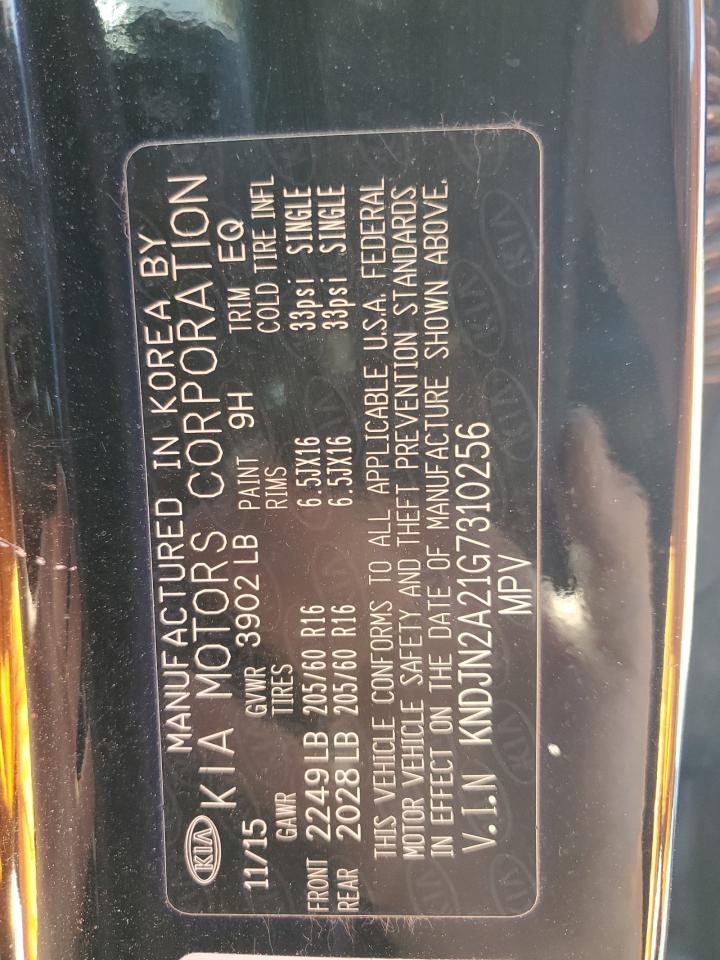 MANUFACTURED IN KOREA BY
KIA KIA MOTORS CORPORATION
11/15 GVWR 3902 LB PAINT 9H TRIM EQ
GAWR TIRES RIMS COLD TIRE INFL
FRONT 2249 LB 205/60 R16 6.5JX16 33psi SINGLE
REAR 2028 LB 205/60 R16 6.5JX16 33psi SINGLE
THIS VEHICLE CONFORMS TO ALL APPLICABLE U.S.A. FEDERAL
MOTOR VEHICLE SAFETY AND THEFT PREVENTION STANDARDS
IN EFFECT ON THE DATE OF MANUFACTURE SHOWN ABOVE.
V.I.N KNDJN2A21G7310256
MPV